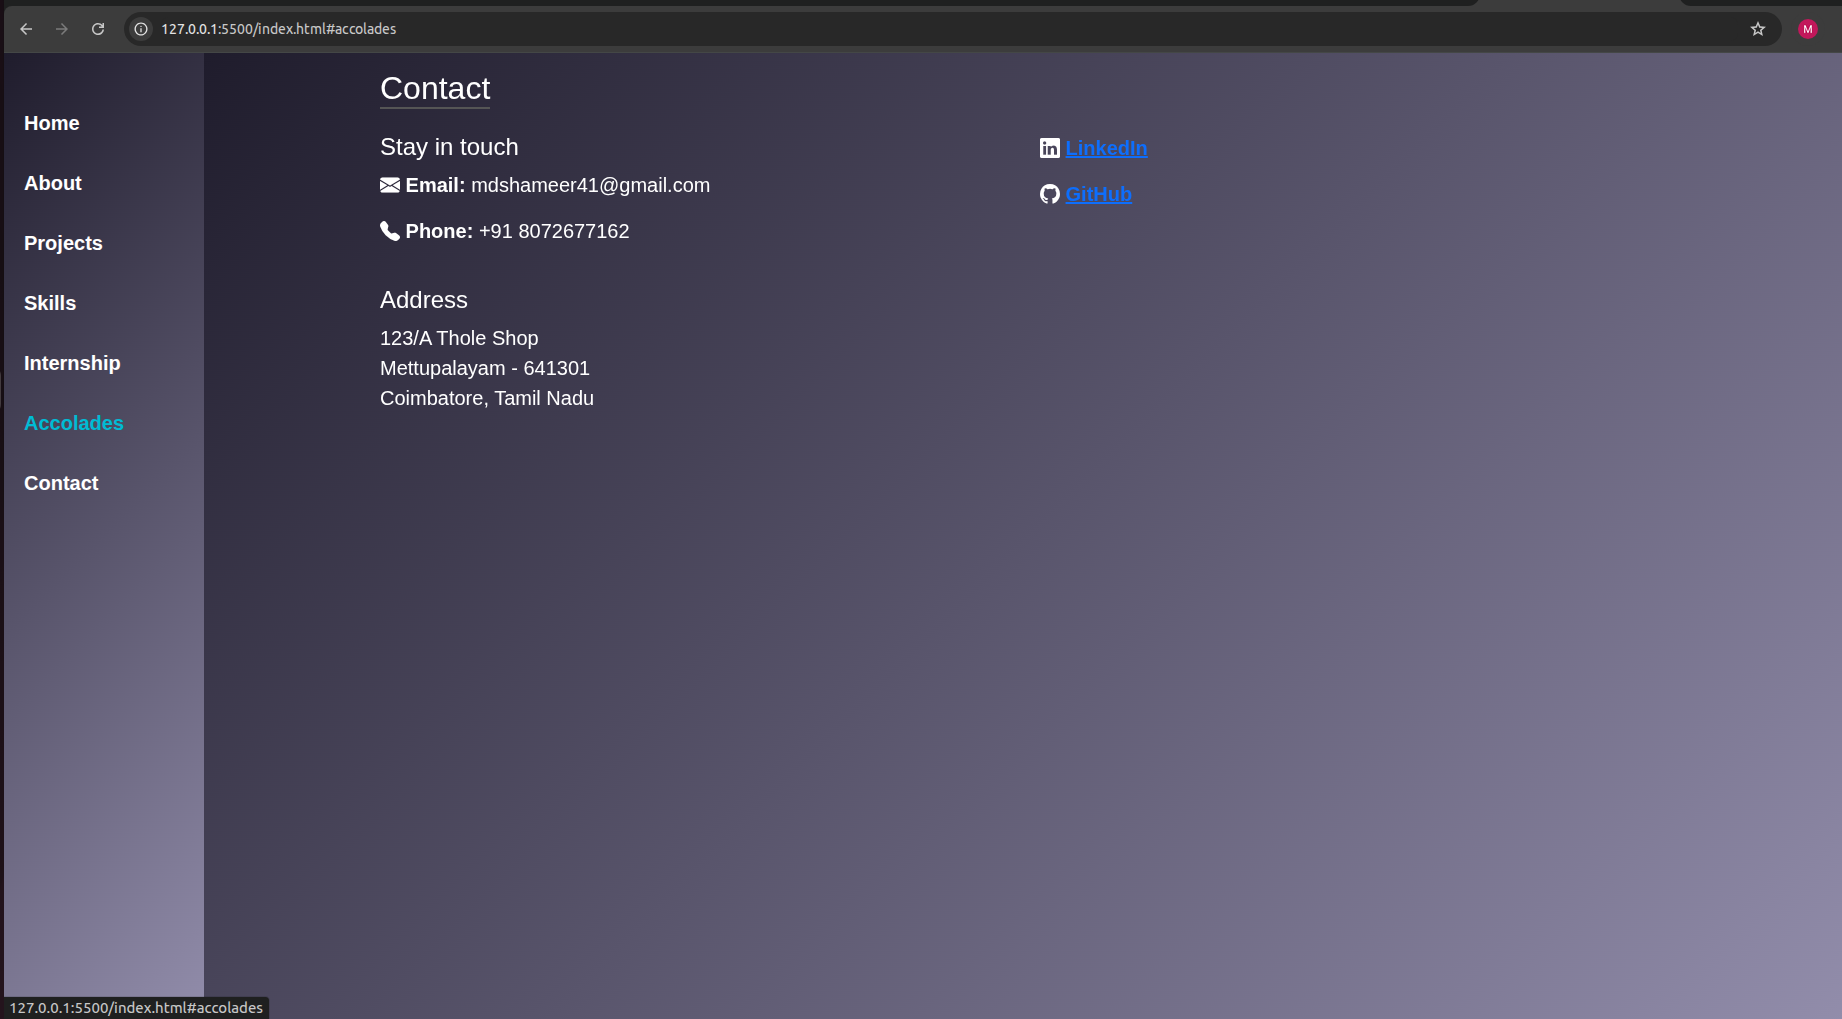 127.0.0.1:5500/index.html#accolades
M
Home
About
Projects
Skills
Internship
Accolades
Contact
Contact
Stay in touch
Email: mdshameer41@gmail.com
Phone: +91 8072677162
LinkedIn
GitHub
Address
123/A Thole Shop
Mettupalayam - 641301
Coimbatore, Tamil Nadu
127.0.0.1:5500/index.html#accolades